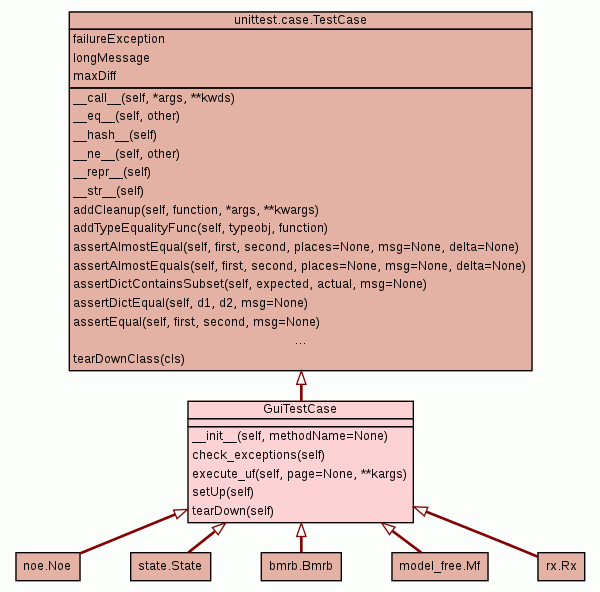 unittest.case.TestCase
failureException
longMessage
maxDiff
__call__(self, *args, **kwds)
__eq__(self, other)
__hash__(self)
__ne__(self, other)
__repr__(self)
__str__(self)
addCleanup(self, function, *args, **kwargs)
addTypeEqualityFunc(self, typeobj, function)
assertAlmostEqual(self, first, second, places=None, msg=None, delta=None)
assertAlmostEquals(self, first, second, places=None, msg=None, delta=None)
assertDictContainsSubset(self, expected, actual, msg=None)
assertDictEqual(self, d1, d2, msg=None)
assertEqual(self, first, second, msg=None)
...
tearDownClass(cls)
GuiTestCase
__init__(self, methodName=None)
check_exceptions(self)
execute_uf(self, page=None, **kargs)
setUp(self)
tearDown(self)
noe.Noe
state.State
bmrb.Bmrb
model_free.Mf
rx.Rx